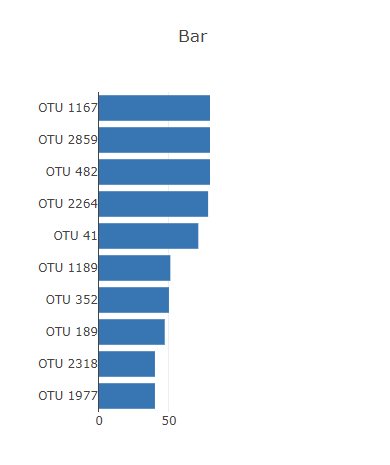 Bar
OTU 1167
OTU 2859
OTU 482
OTU 2264
OTU 41
OTU 1189
OTU 352
OTU 189
OTU 2318
OTU 1977
0 50